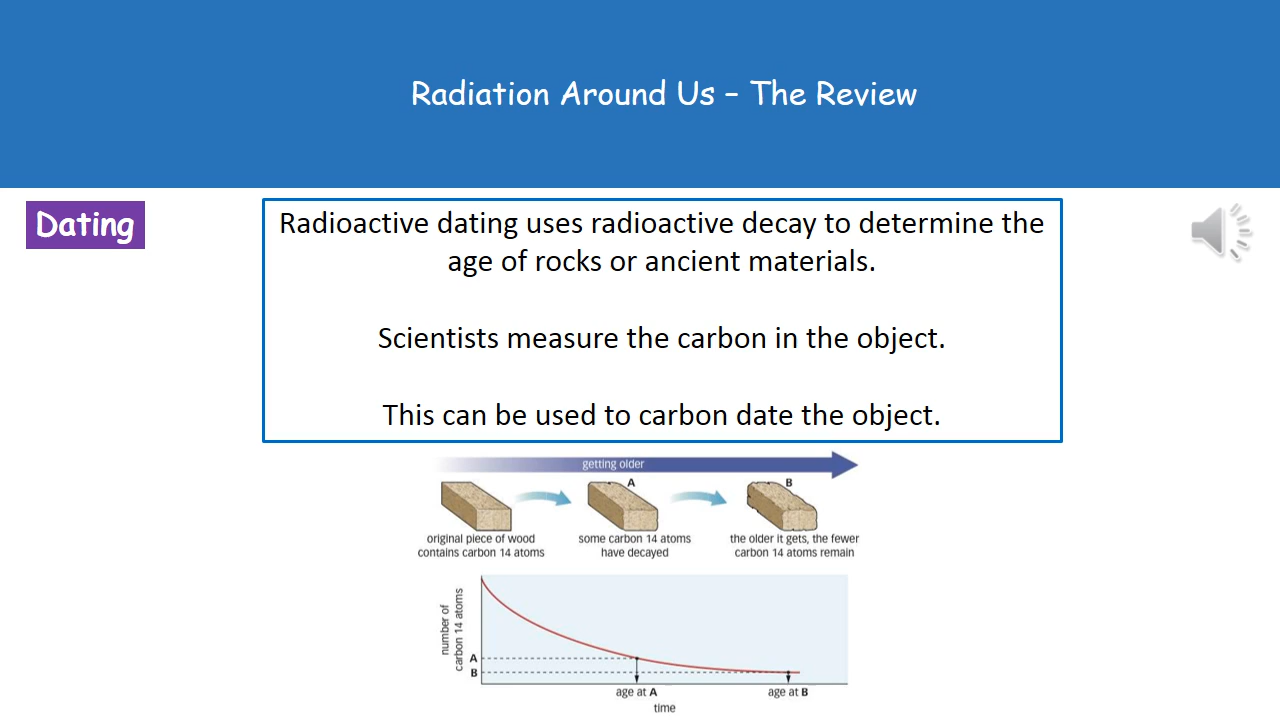 Radiation Around Us – The Review
Dating
Radioactive dating uses radioactive decay to determine the
age of rocks or ancient materials.
Scientists measure the carbon in the object.
This can be used to carbon date the object.
getting older
A
B
original piece of wood
contains carbon 14 atoms
some carbon 14 atoms
have decayed
the older it gets, the fewer
carbon 14 atoms remain
number of
carbon 14 atoms
A
B
age at A
age at B
time